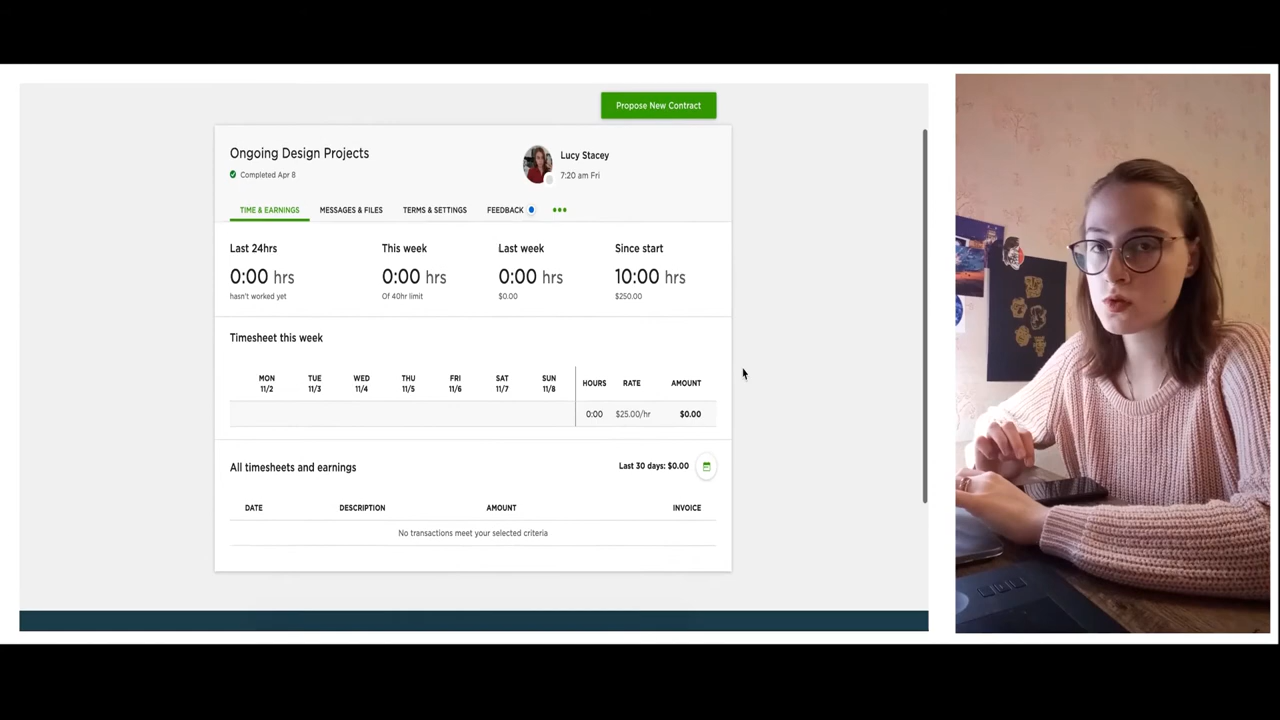 Propose New Contract
Ongoing Design Projects
Completed Apr 8
Lucy Stacey
7:20 am Fri
TIME & EARNINGS MESSAGES & FILES TERMS & SETTINGS FEEDBACK
Last 24hrs This week Last week Since start
0:00 hrs 0:00 hrs 0:00 hrs 10:00 hrs
hasn't worked yet Of 40hr limit $0.00 $250.00
Timesheet this week
MON TUE WED THU FRI SAT SUN HOURS RATE AMOUNT
11/2 11/3 11/4 11/5 11/6 11/7 11/8
0:00 $25.00/hr $0.00
All timesheets and earnings Last 30 days: $0.00
DATE DESCRIPTION AMOUNT INVOICE
No transactions meet your selected criteria